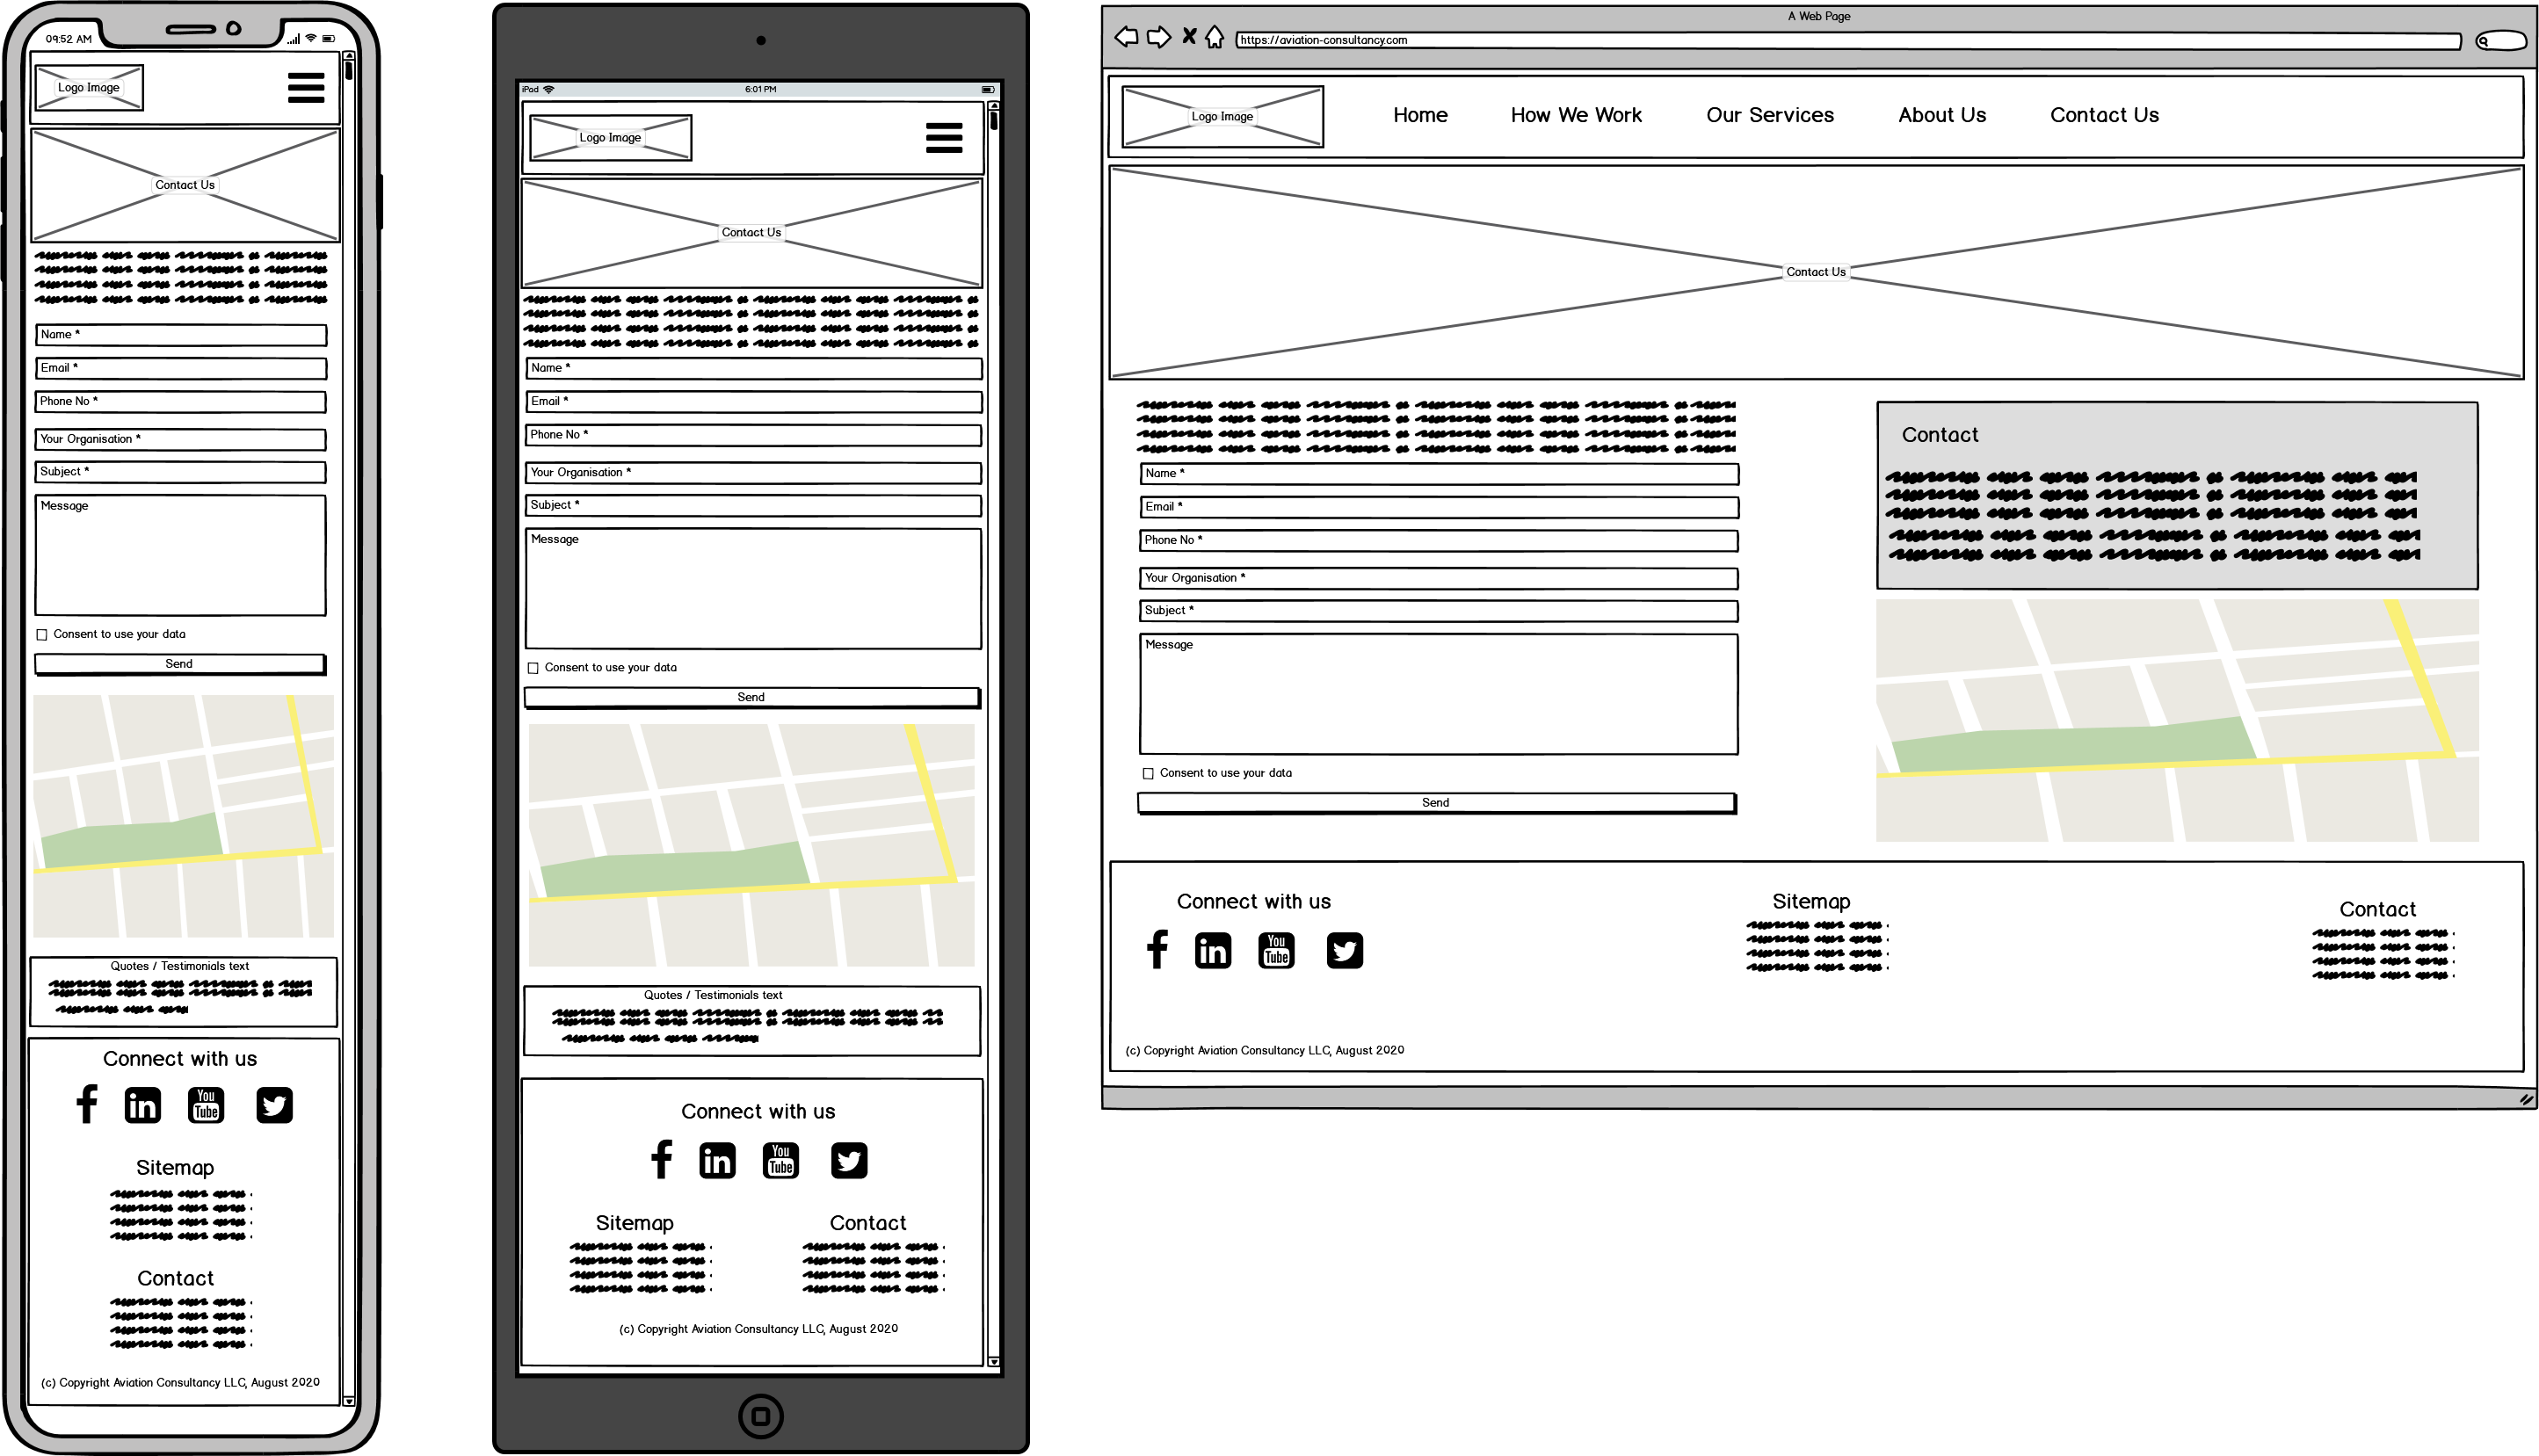 09:52 AM
Logo Image
Contact Us
Name *
Email *
Phone No *
Your Organisation *
Subject *
Message
Consent to use your data
Send
Quotes / Testimonials text
Connect with us
in
You
Tube
Sitemap
Contact
(c) Copyright Aviation Consultancy LLC, August 2020
iPad
6:01 PM
Logo Image
Contact Us
Name *
Email *
Phone No *
Your Organisation *
Subject *
Message
Consent to use your data
Send
Quotes / Testimonials text
Connect with us
in
You
Tube
Sitemap
Contact
(c) Copyright Aviation Consultancy LLC, August 2020
A Web Page
https://aviation-consultancy.com
Logo Image
Home
How We Work
Our Services
About Us
Contact Us
Contact Us
Name *
Email *
Phone No *
Your Organisation *
Subject *
Message
Consent to use your data
Send
Contact
Connect with us
in
You
Tube
Sitemap
Contact
(c) Copyright Aviation Consultancy LLC, August 2020